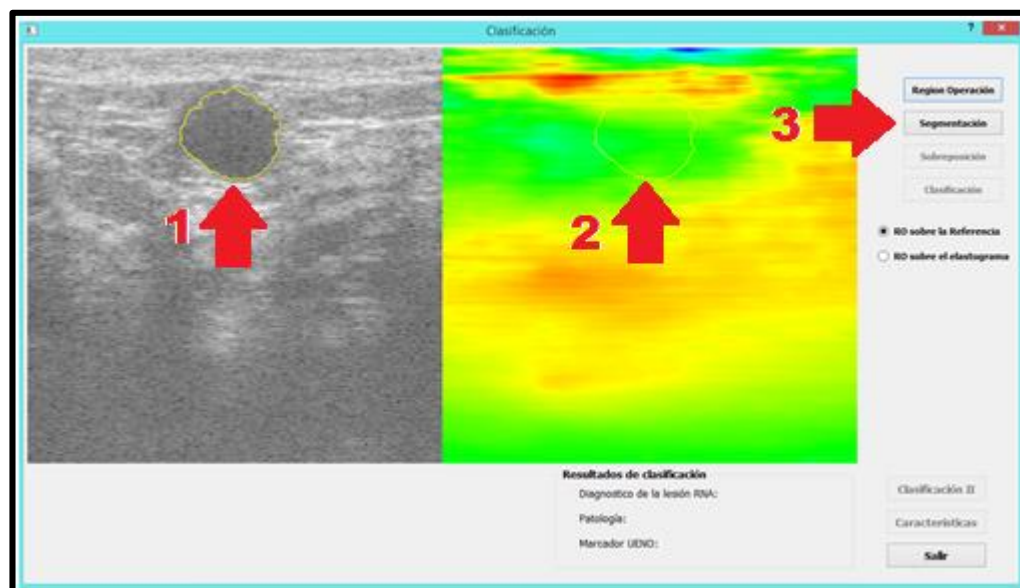 Clasificación
?
Region Operación
3
Segmentación
Sobreposición
Clasificación
1
2
RO sobre la Referencia
RO sobre el elastograma
Resultados de clasificación
Diagnostico de la lesión RNA:
Patología:
Marcador UENO:
Clasificación II
Características
Salir